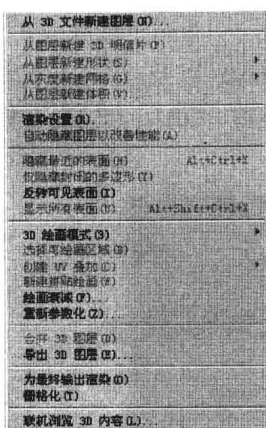 从 3D 文件新建图层(N)...
从图层新建 3D 明信片(P)
从图层新建形状(S)
从灰度新建网格(G)
从图层新建体积(V)...
渲染设置(R)...
自动隐藏图层以改善性能(A)
隐藏最近的表面(H) Alt+Ctrl+X
仅隐藏封闭的多边形(Y)
反转可见表面(I)
显示所有表面(U) Alt+Shift+Ctrl+X
3D 绘画模式(3)
选择可绘画区域(B)
创建 UV 叠加(C)
新建拼贴绘画(W)
绘画衰减(F)...
重新参数化(Z)...
合并 3D 图层(D)
导出 3D 图层(E)...
为最终输出渲染(O)
栅格化(T)
联机浏览 3D 内容(L)...